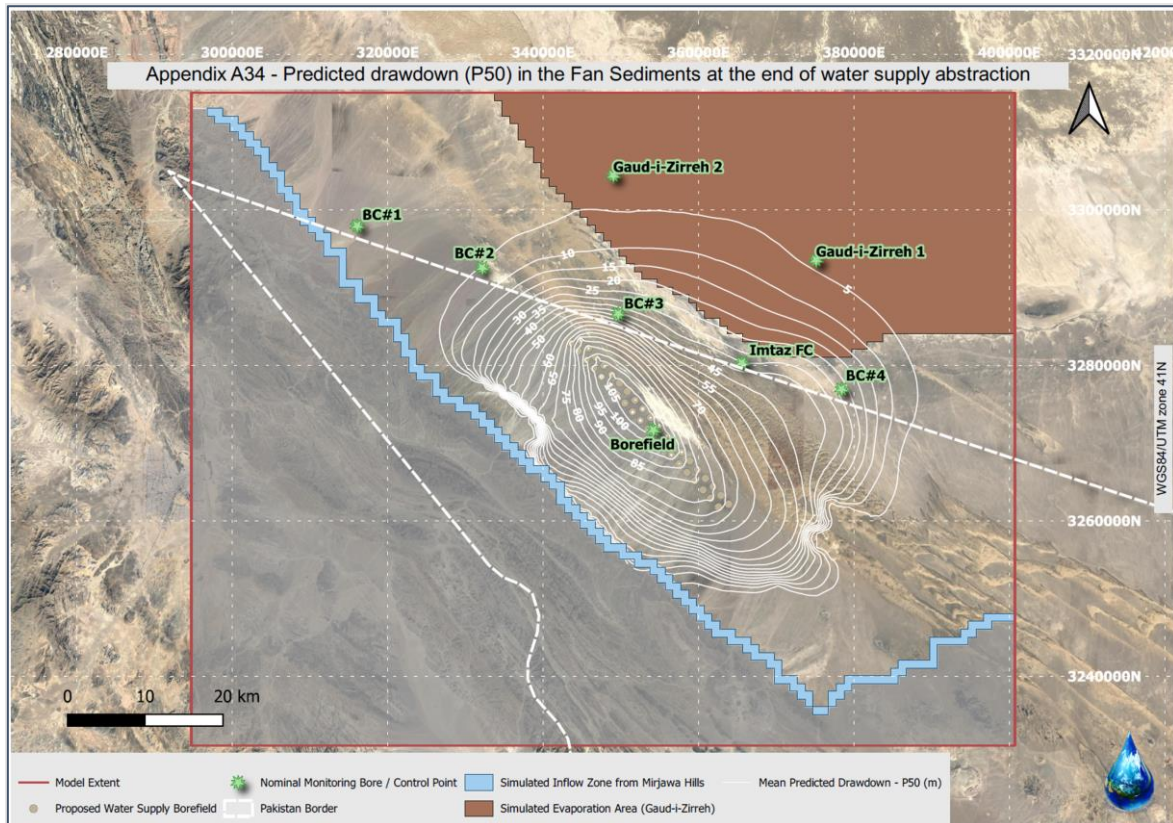 280000E 300000E 320000E 340000E 360000E 380000E 400000E 3320000N
Appendix A34 - Predicted drawdown (P50) in the Fan Sediments at the end of water supply abstraction
Gaud-i-Zirreh 2
3300000N
BC#1
BC#2
Gaud-i-Zirreh 1
10
15
20
25
5
BC#3
30
35
40
50
Imtaz FC
45
3280000N
60
65
55
BC#4
75
105
70
80
95
100
90
Borefield
85
WGS84/UTM zone 41N
3260000N
3240000N
0 10 20 km
Model Extent
Nominal Monitoring Bore / Control Point
Simulated Inflow Zone from Mirjawa Hills
Mean Predicted Drawdown - P50 (m)
Proposed Water Supply Borefield
Pakistan Border
Simulated Evaporation Area (Gaud-i-Zirreh)